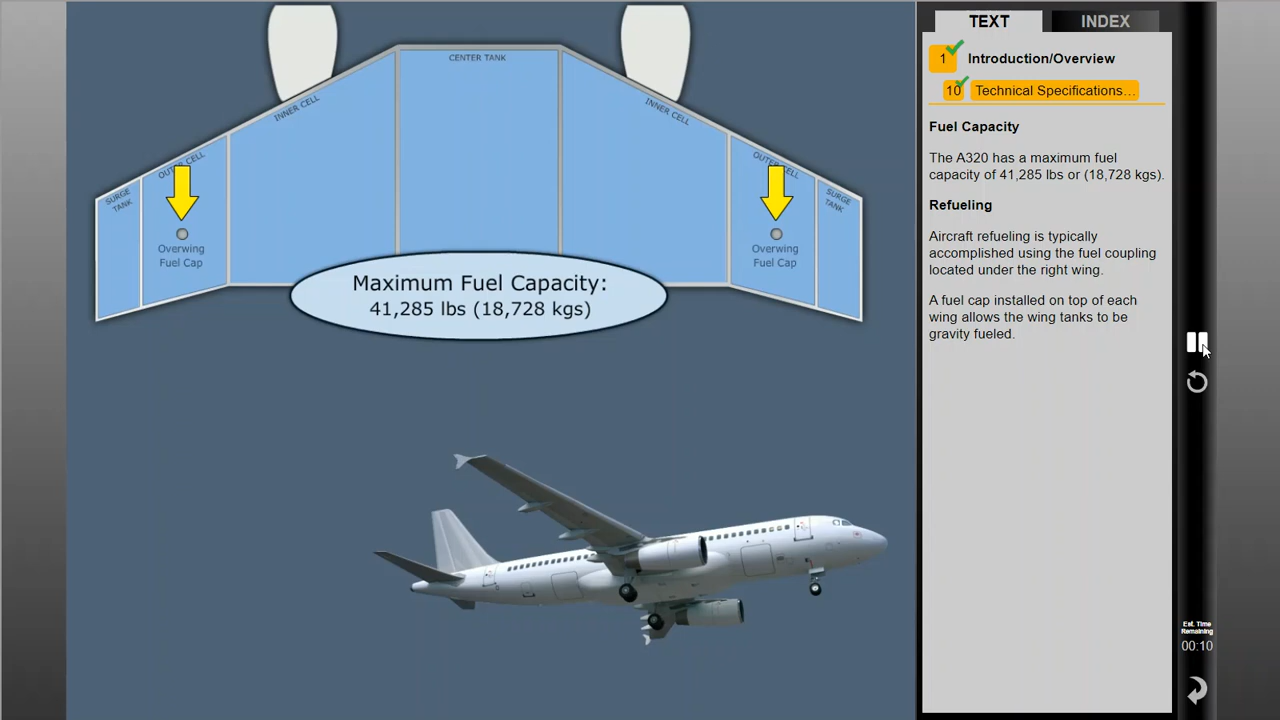 CENTER TANK
INNER CELL
INNER CELL
OUTER CELL
OUTER CELL
SURGE
TANK
SURGE
TANK
Overwing
Fuel Cap
Overwing
Fuel Cap
Maximum Fuel Capacity:
41,285 lbs (18,728 kgs)
TEXT
INDEX
1 Introduction/Overview
10 Technical Specifications...
Fuel Capacity
The A320 has a maximum fuel
capacity of 41,285 lbs or (18,728 kgs).
Refueling
Aircraft refueling is typically
accomplished using the fuel coupling
located under the right wing.
A fuel cap installed on top of each
wing allows the wing tanks to be
gravity fueled.
Est. Time
Remaining
00:10